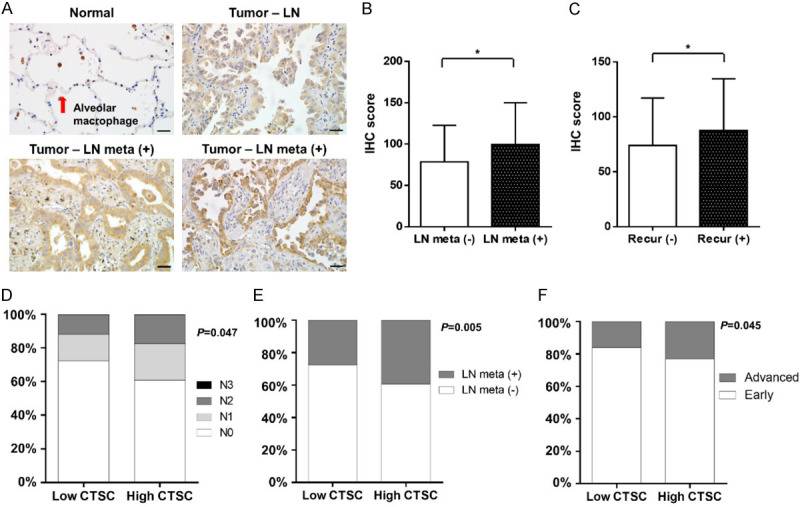 A
Normal
Tumor – LN
Alveolar
macrophage
Tumor – LN meta (+)
Tumor – LN meta (+)
B
*
IHC score
200
150
100
50
0
LN meta (-)
LN meta (+)
C
*
IHC score
150
100
50
0
Recur (-)
Recur (+)
D
100%
80%
60%
40%
20%
0%
P=0.047
N3
N2
N1
N0
Low CTSC
High CTSC
E
100%
80%
60%
40%
20%
0%
P=0.005
LN meta (+)
LN meta (-)
Low CTSC
High CTSC
F
100%
80%
60%
40%
20%
0%
P=0.045
Advanced
Early
Low CTSC
High CTSC